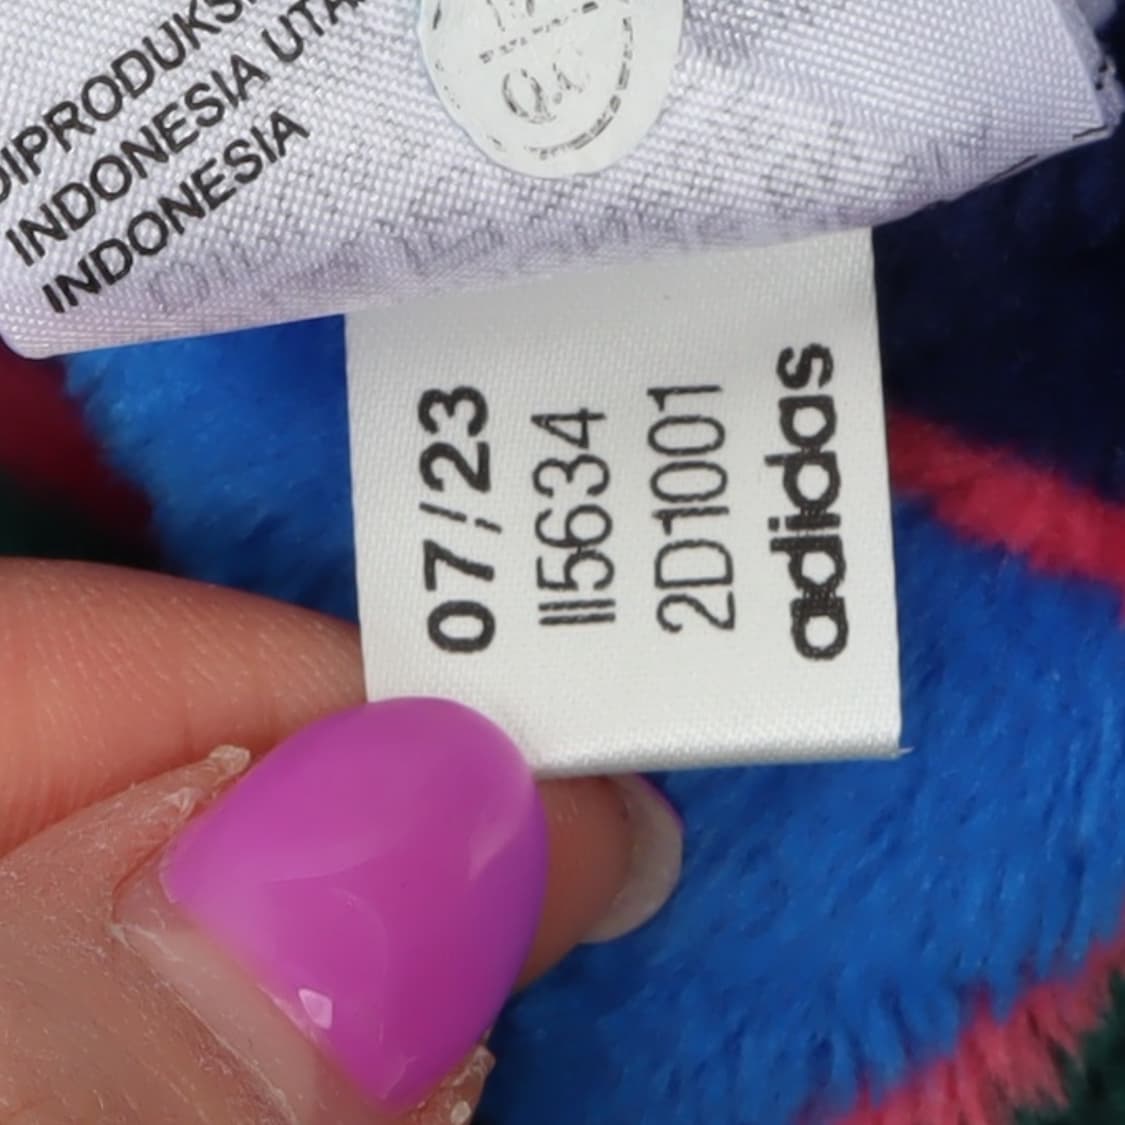 DIPRODUKSI
INDONESIA UTA
INDONESIA
07/23
II5634
2D1001
adidas